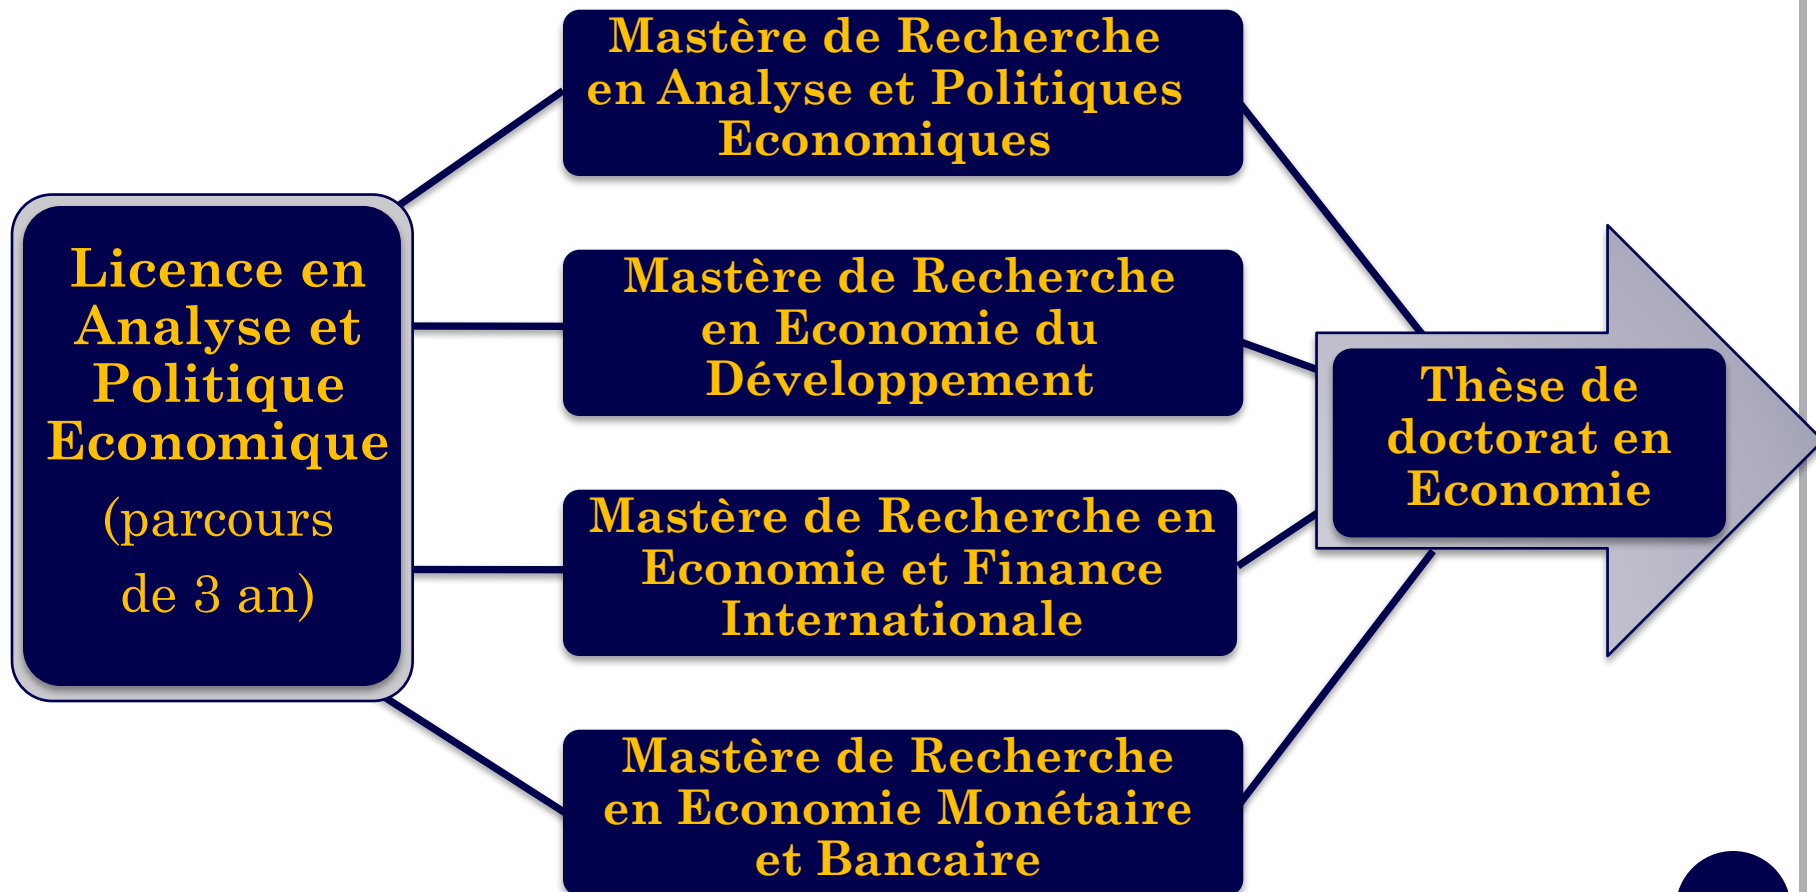 Licence en
Analyse et
Politique
Economique
(parcours
de 3 an)
Mastère de Recherche
en Analyse et Politiques
Economiques
Mastère de Recherche
en Economie du
Développement
Mastère de Recherche en
Economie et Finance
Internationale
Mastère de Recherche
en Economie Monétaire
et Bancaire
Thèse de
doctorat en
Economie